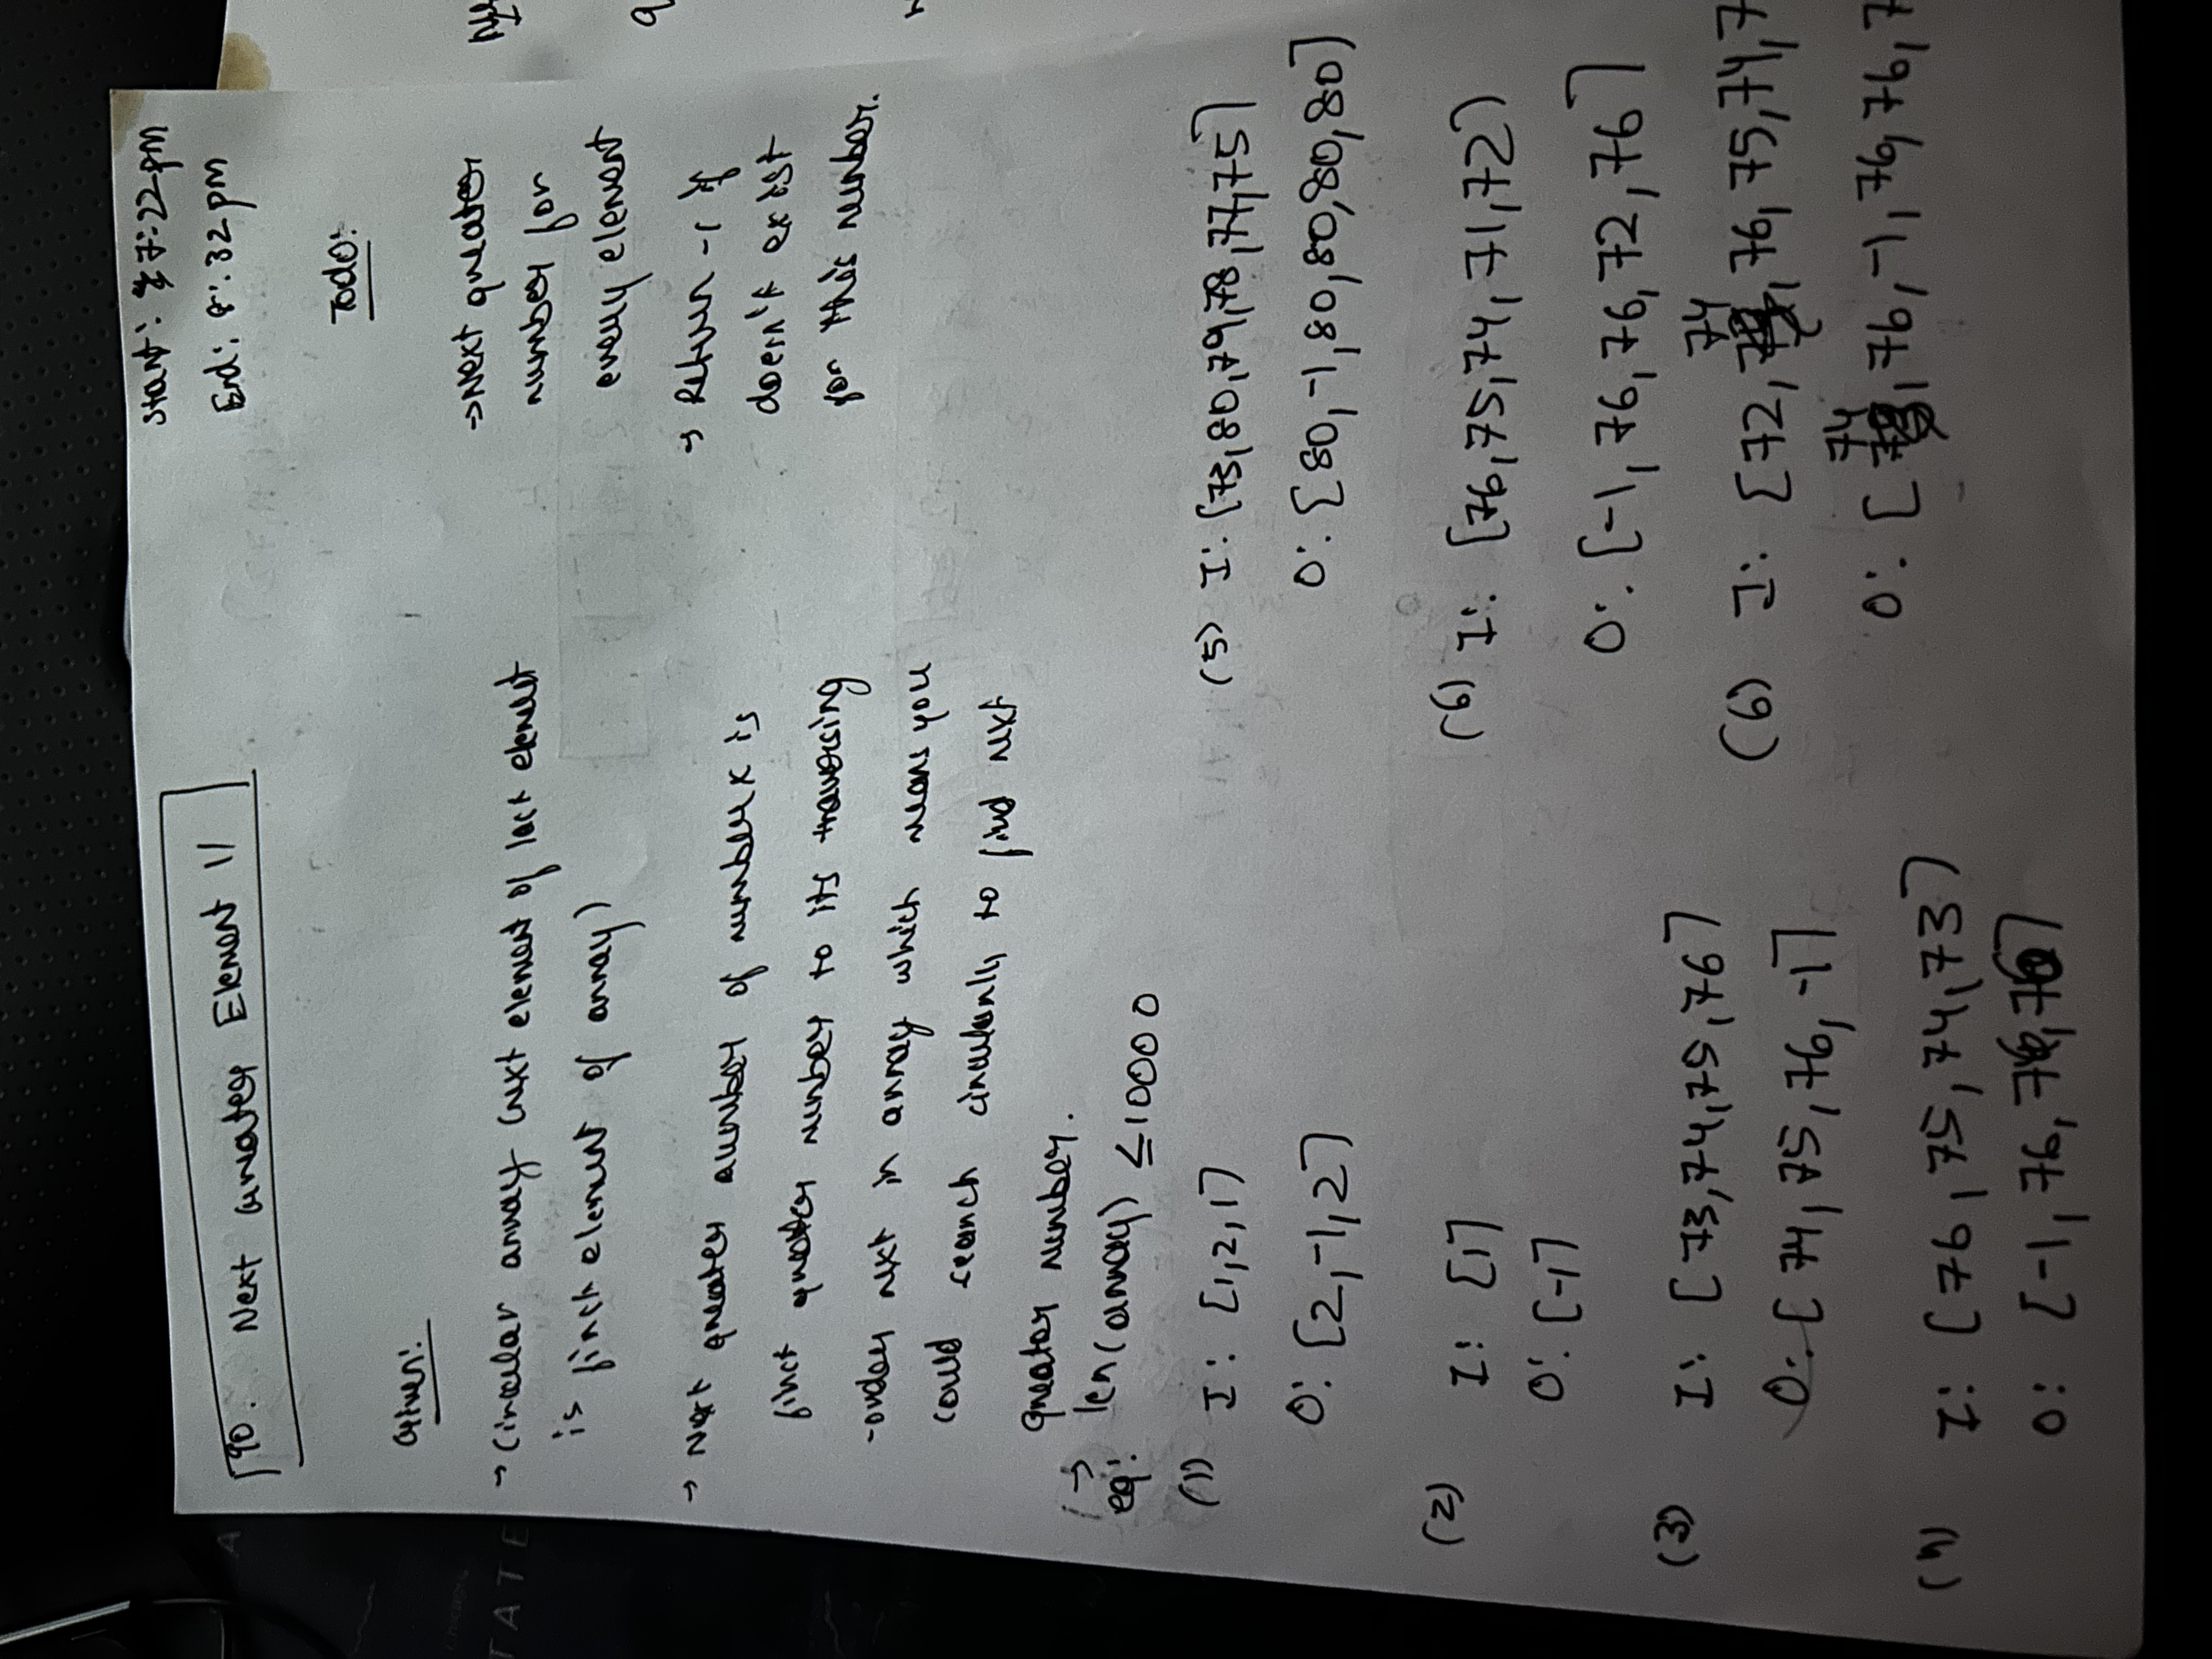 90. Next Greater Element II
Start: 7:22pm
End: 8:32pm
Todo:
Given:
→ Circular array (next element of last element
is first element of array)
→ Next greater number of number x is
first greater number to its traversing
-order next in array which means you
could search circularly to find next
greater number.
→ len(array) ≤ 10000
→ Next greater
number for
every element
→ Return -1 if
doesn't exist
for this number.
eg:
(1) I: [1,2,1]
O: [2,-1,2]
(2) I: [1]
O: [-1]
(3) I: [73,74,75,76]
O: [74,75,76,-1]
(4) I: [76,75,74,73]
O: [-1,76,76,76]
(5) I: [73,80,79,78,77,75]
O: [80,-1,80,80,80,80]
(6) I: [76,75,74,71,72]
O: [-1,76,76,72,76]
(6) I: [72,74,76,75,74,7
O: [74,76,-1,76,76,7